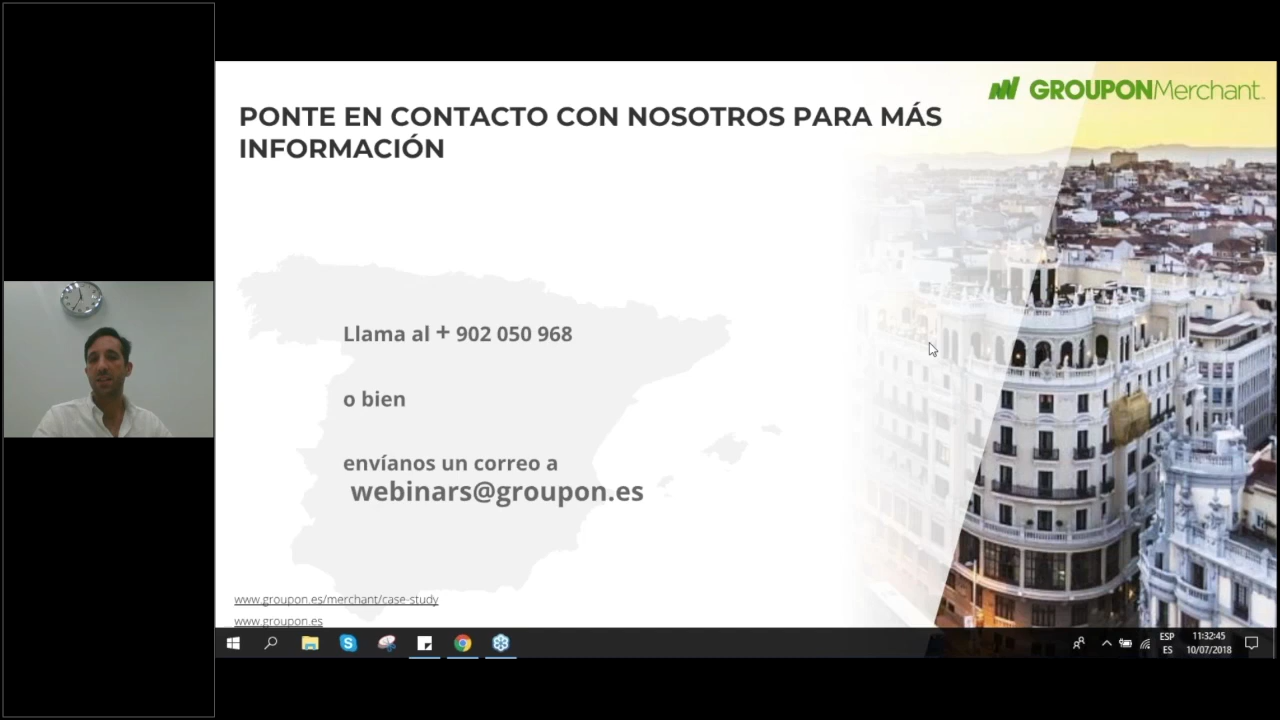 GROUPONMerchant.
PONTE EN CONTACTO CON NOSOTROS PARA MÁS
INFORMACIÓN
Llama al + 902 050 968
o bien
envíanos un correo a
webinars@groupon.es
www.groupon.es/merchant/case-study
www.groupon.es
ESP
ES
11:32:45
10/07/2018